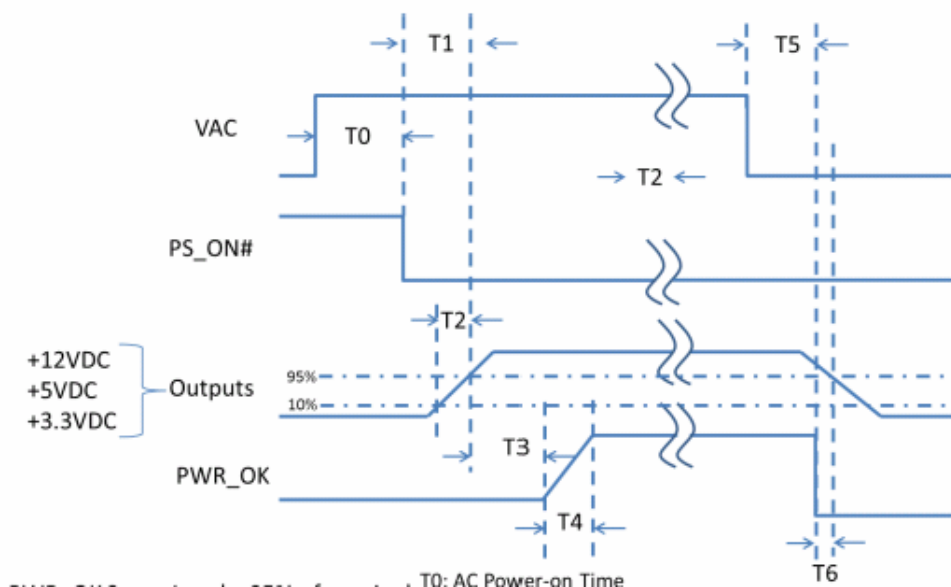 T1
T5
VAC
T0
T2
PS_ON#
T2
+12VDC
+5VDC
+3.3VDC
Outputs
95%
10%
T3
PWR_OK
T4
T6
T0: AC Power-on Time